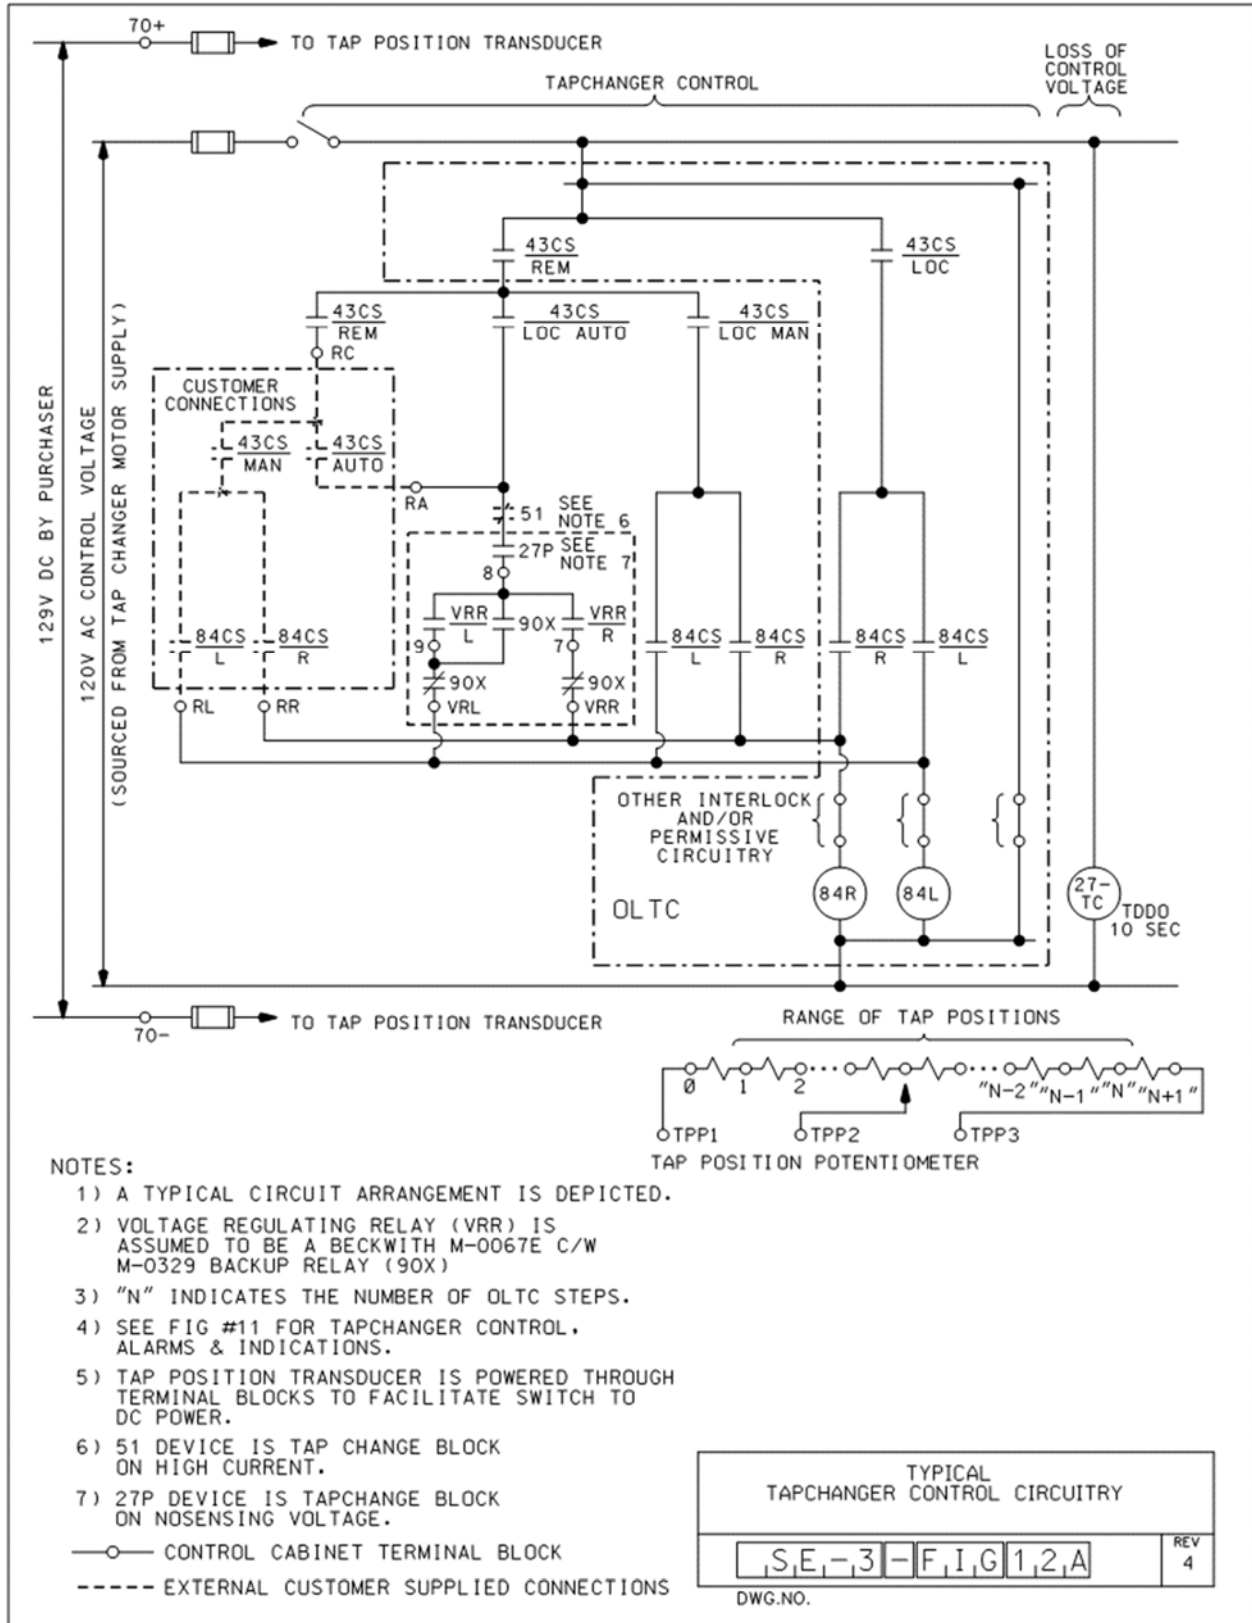 70+
TO TAP POSITION TRANSDUCER
LOSS OF
CONTROL
VOLTAGE
TAPCHANGER CONTROL
43CS
REM
43CS
LOC
43CS
REM
43CS
LOC AUTO
43CS
LOC MAN
RC
CUSTOMER
CONNECTIONS
43CS
MAN
43CS
AUTO
RA
51
SEE
NOTE 6
27P
SEE
NOTE 7
8
VRR
L
90X
VRR
R
9
7
90X
90X
VRL
VRR
84CS
L
84CS
R
84CS
L
84CS
R
84CS
R
84CS
L
RL
RR
129V DC BY PURCHASER
120V AC CONTROL VOLTAGE
(SOURCED FROM TAP CHANGER MOTOR SUPPLY)
OTHER INTERLOCK
AND/OR
PERMISSIVE
CIRCUITRY
OLTC
84R
84L
27-
TC
TDDO
10 SEC
70-
TO TAP POSITION TRANSDUCER
RANGE OF TAP POSITIONS
0
1
2
"N-2"
"N-1"
"N"
"N+1"
TPP1
TPP2
TPP3
TAP POSITION POTENTIOMETER
NOTES:
1) A TYPICAL CIRCUIT ARRANGEMENT IS DEPICTED.
2) VOLTAGE REGULATING RELAY (VRR) IS
ASSUMED TO BE A BECKWITH M-0067E C/W
M-0329 BACKUP RELAY (90X)
3) "N" INDICATES THE NUMBER OF OLTC STEPS.
4) SEE FIG #11 FOR TAPCHANGER CONTROL,
ALARMS & INDICATIONS.
5) TAP POSITION TRANSDUCER IS POWERED THROUGH
TERMINAL BLOCKS TO FACILITATE SWITCH TO
DC POWER.
6) 51 DEVICE IS TAP CHANGE BLOCK
ON HIGH CURRENT.
7) 27P DEVICE IS TAPCHANGE BLOCK
ON NOSENSING VOLTAGE.
CONTROL CABINET TERMINAL BLOCK
EXTERNAL CUSTOMER SUPPLIED CONNECTIONS
TYPICAL
TAPCHANGER CONTROL CIRCUITRY
SE-3-FIG12A
REV
4
DWG.NO.